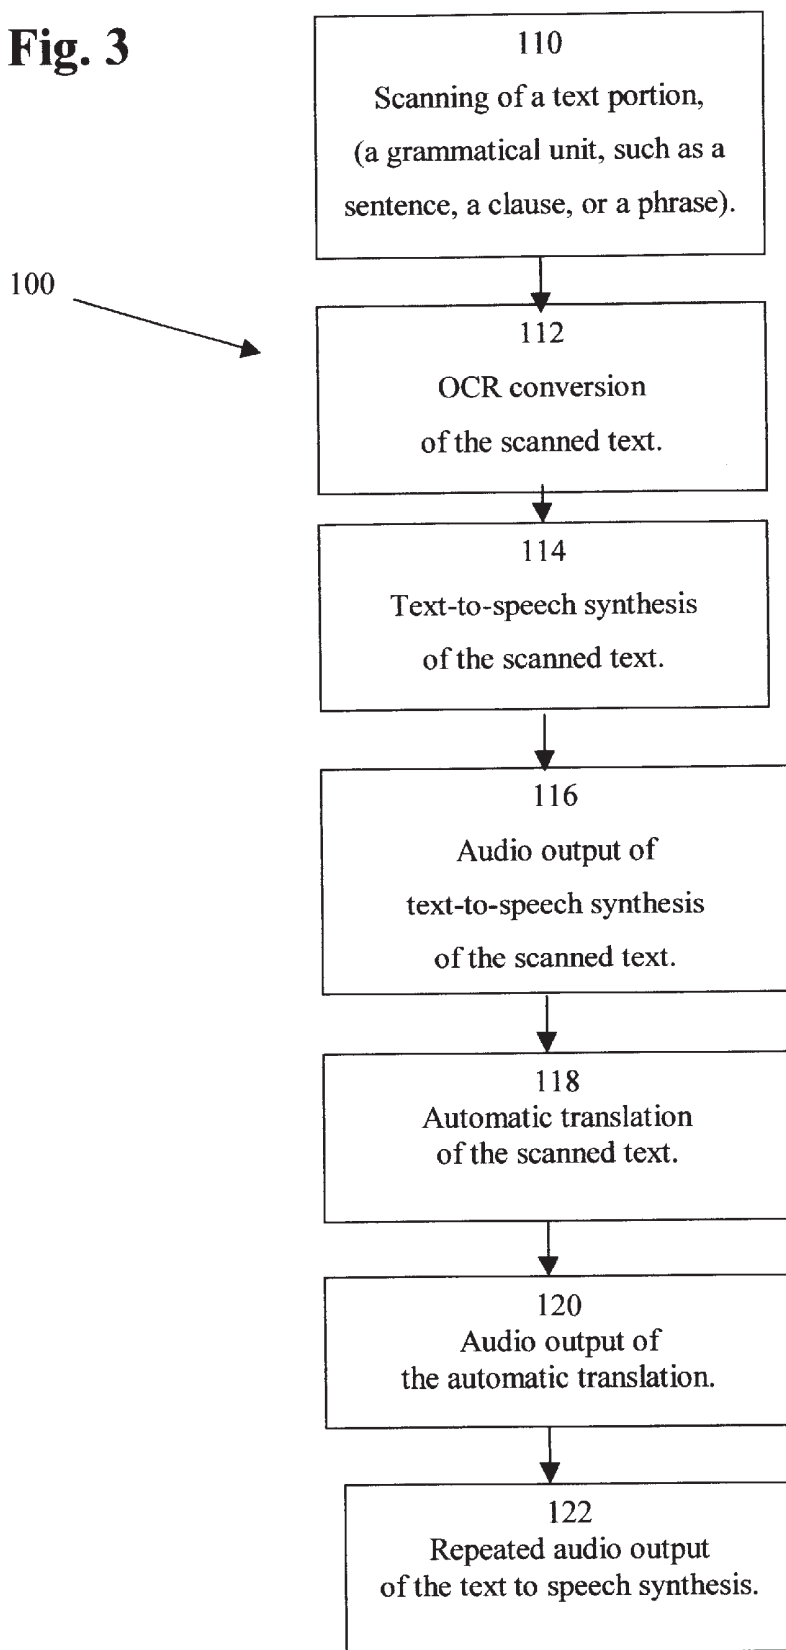 Fig. 3
110
Scanning of a text portion,
(a grammatical unit, such as a
sentence, a clause, or a phrase).
100
112
OCR conversion
of the scanned text.
114
Text-to-speech synthesis
of the scanned text.
116
Audio output of
text-to-speech synthesis
of the scanned text.
118
Automatic translation
of the scanned text.
120
Audio output of
the automatic translation.
122
Repeated audio output
of the text to speech synthesis.